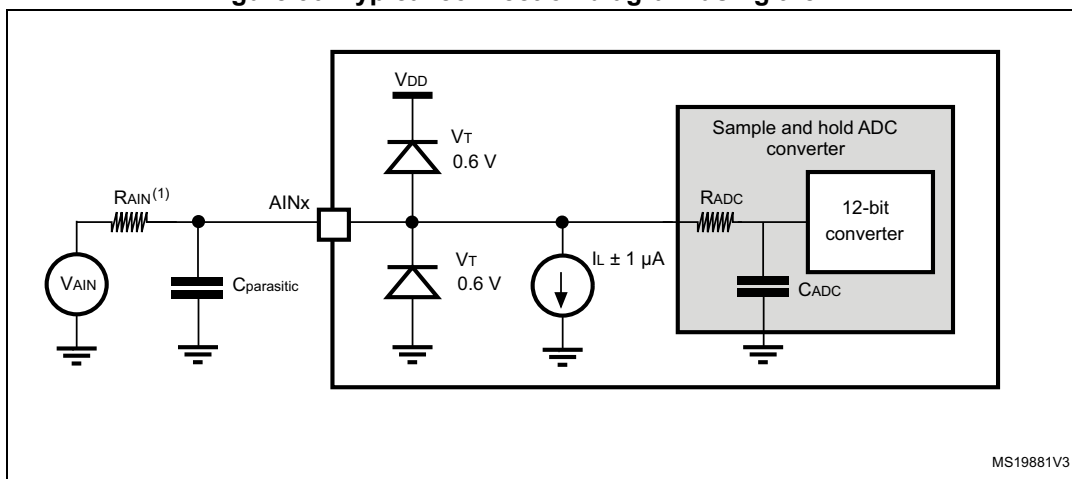 VDD
Sample and hold ADC
converter
VT
0.6 V
RAIN(1)
AINx
RADC
12-bit
converter
VT
0.6 V
IL ± 1 µA
VAIN
Cparasitic
CADC
MS19881V3